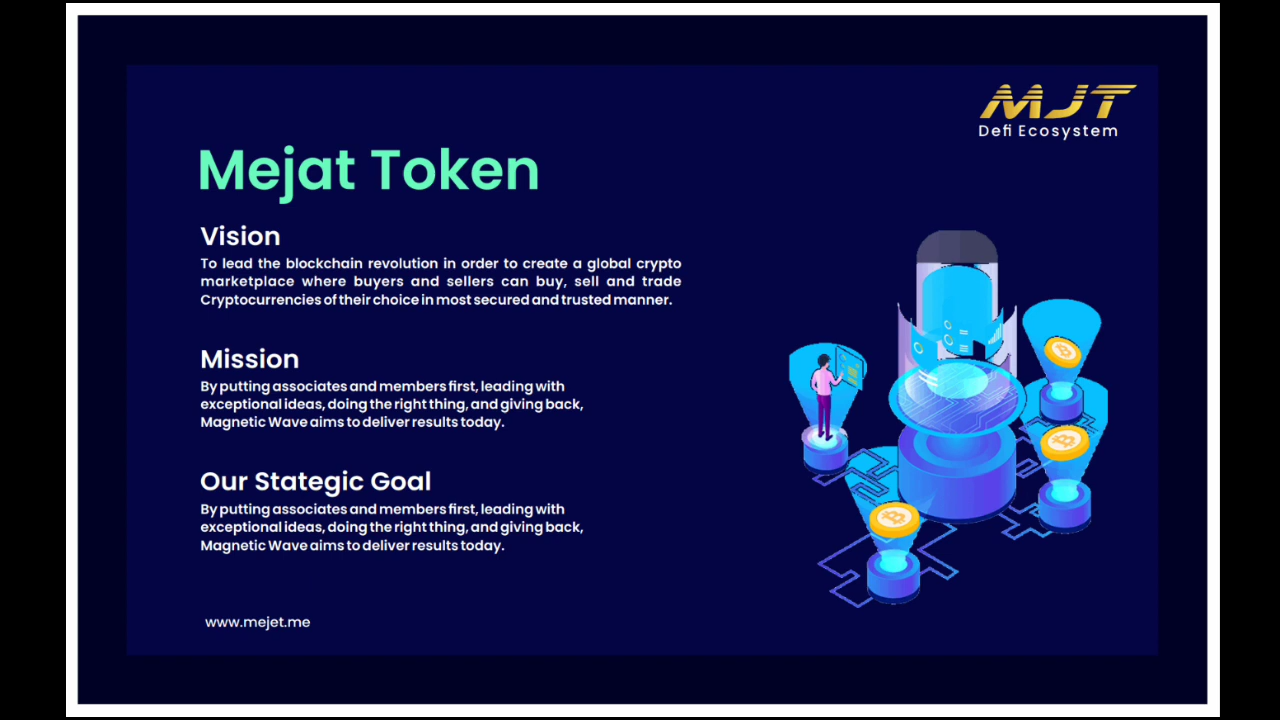 MJT
Defi Ecosystem
Mejat Token
Vision
To lead the blockchain revolution in order to create a global crypto
marketplace where buyers and sellers can buy, sell and trade
Cryptocurrencies of their choice in most secured and trusted manner.
Mission
By putting associates and members first, leading with
exceptional ideas, doing the right thing, and giving back,
Magnetic Wave aims to deliver results today.
Our Stategic Goal
By putting associates and members first, leading with
exceptional ideas, doing the right thing, and giving back,
Magnetic Wave aims to deliver results today.
www.mejet.me